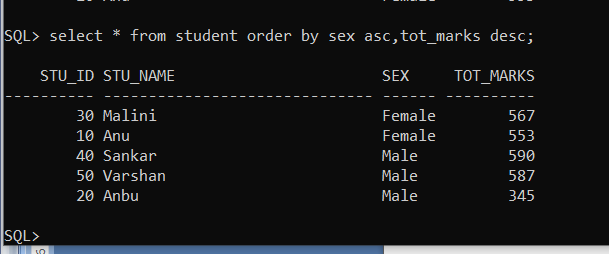 SQL> select * from student order by sex asc,tot_marks desc;
    STU_ID STU_NAME                       SEX     TOT_MARKS
---------- ------------------------------ ------ ----------
        30 Malini                         Female        567
        10 Anu                            Female        553
        40 Sankar                         Male          590
        50 Varshan                        Male          587
        20 Anbu                           Male          345
SQL>